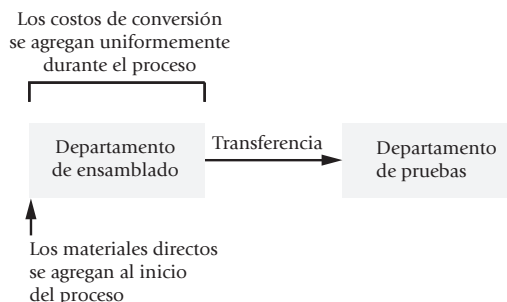 Los costos de conversión
se agregan uniformemente
durante el proceso
Departamento
de ensamblado
Transferencia
Departamento
de pruebas
Los materiales directos
se agregan al inicio
del proceso